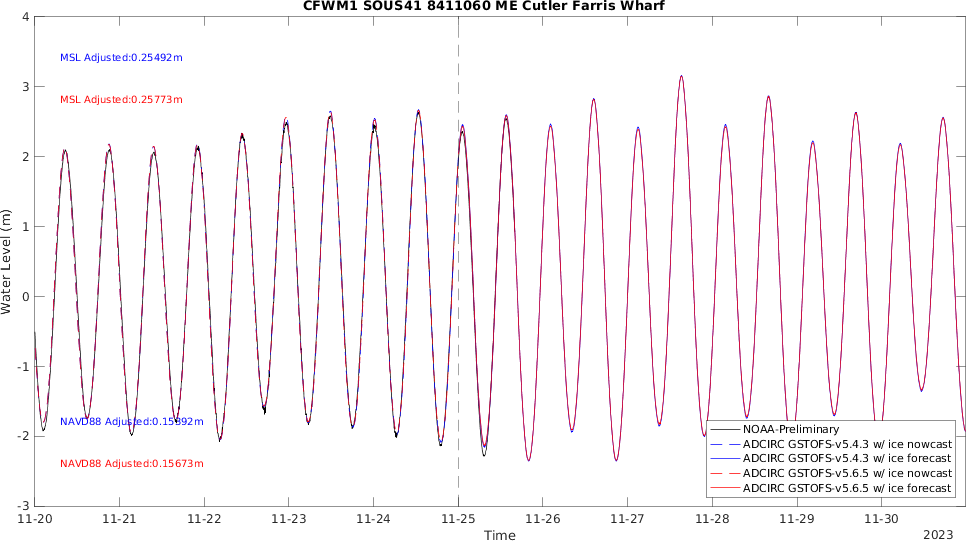 CFWM1 SOUS41 8411060 ME Cutler Farris Wharf
4
3
2
1
0
-1
-2
-3
Water Level (m)
MSL Adjusted:0.25492m
MSL Adjusted:0.25773m
NAVD88 Adjusted:0.15392m
NAVD88 Adjusted:0.15673m
NOAA-Preliminary
ADCIRC GSTOFS-v5.4.3 w/ ice nowcast
ADCIRC GSTOFS-v5.4.3 w/ ice forecast
ADCIRC GSTOFS-v5.6.5 w/ ice nowcast
ADCIRC GSTOFS-v5.6.5 w/ ice forecast
11-20 11-21 11-22 11-23 11-24 11-25 11-26 11-27 11-28 11-29 11-30
Time
2023